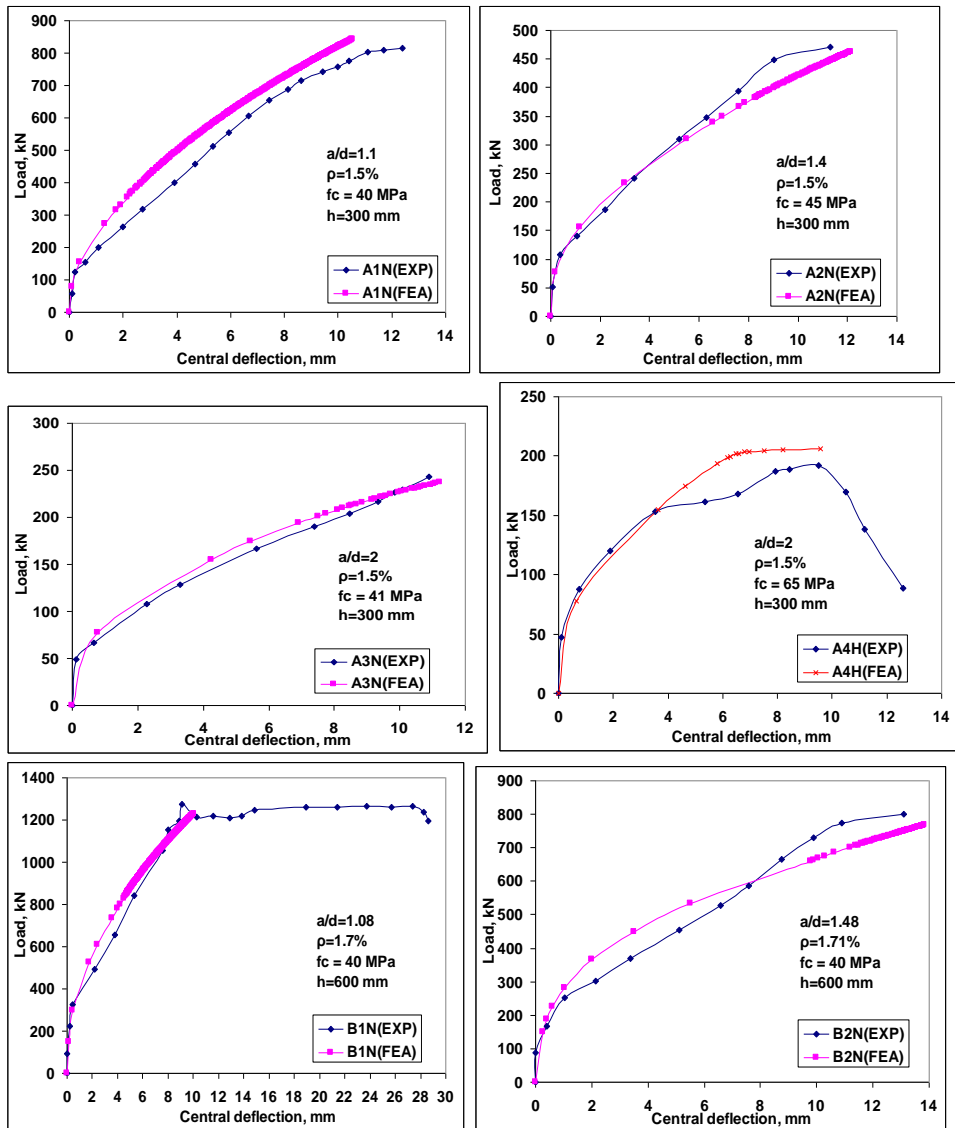 900
800
700
600
500
400
300
200
100
0
Load, kN
a/d=1.1
ρ=1.5%
fc = 40 MPa
h=300 mm
A1N(EXP)
A1N(FEA)
0 2 4 6 8 10 12 14
Central deflection, mm
500
450
400
350
300
250
200
150
100
50
0
Load, kN
a/d=1.4
ρ=1.5%
fc = 45 MPa
h=300 mm
A2N(EXP)
A2N(FEA)
0 2 4 6 8 10 12 14
Central deflection, mm
300
250
200
150
100
50
0
Load, kN
a/d=2
ρ=1.5%
fc = 41 MPa
h=300 mm
A3N(EXP)
A3N(FEA)
0 2 4 6 8 10 12
Central deflection, mm
250
200
150
100
50
0
Load, kN
a/d=2
ρ=1.5%
fc = 65 MPa
h=300 mm
A4H(EXP)
A4H(FEA)
0 2 4 6 8 10 12 14
Central deflection, mm
1400
1200
1000
800
600
400
200
0
Load, kN
a/d=1.08
ρ=1.7%
fc = 40 MPa
h=600 mm
B1N(EXP)
B1N(FEA)
0 2 4 6 8 10 12 14 16 18 20 22 24 26 28 30
Central deflection, mm
900
800
700
600
500
400
300
200
100
0
Load, kN
a/d=1.48
ρ=1.71%
fc = 40 MPa
h=600 mm
B2N(EXP)
B2N(FEA)
0 2 4 6 8 10 12 14
Central deflection, mm